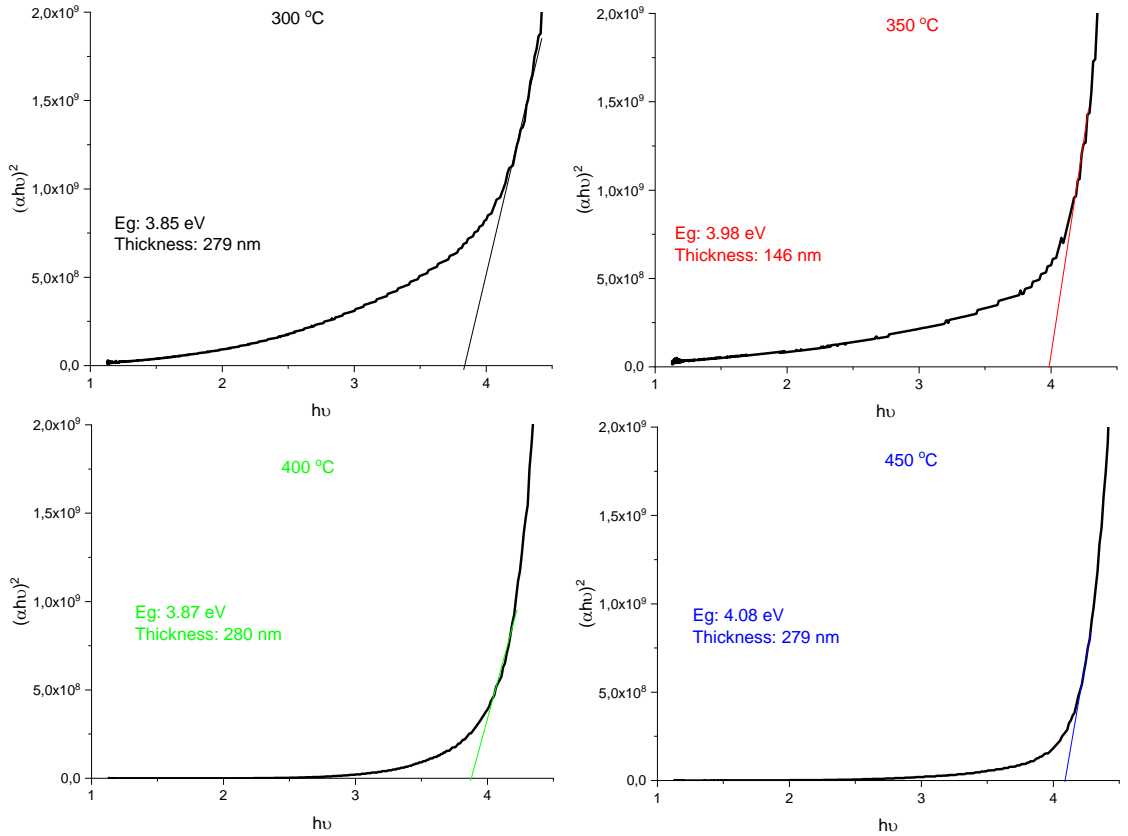 300 °C
2,0x10⁹
1,5x10⁹
1,0x10⁹
5,0x10⁸
0,0
(αhυ)²
Eg: 3.85 eV
Thickness: 279 nm
1 2 3 4
hυ
350 °C
2,0x10⁹
1,5x10⁹
1,0x10⁹
5,0x10⁸
0,0
(αhυ)²
Eg: 3.98 eV
Thickness: 146 nm
1 2 3 4
hυ
400 °C
2,0x10⁹
1,5x10⁹
1,0x10⁹
5,0x10⁸
0,0
(αhυ)²
Eg: 3.87 eV
Thickness: 280 nm
1 2 3 4
hυ
450 °C
2,0x10⁹
1,5x10⁹
1,0x10⁹
5,0x10⁸
0,0
(αhυ)²
Eg: 4.08 eV
Thickness: 279 nm
1 2 3 4
hυ